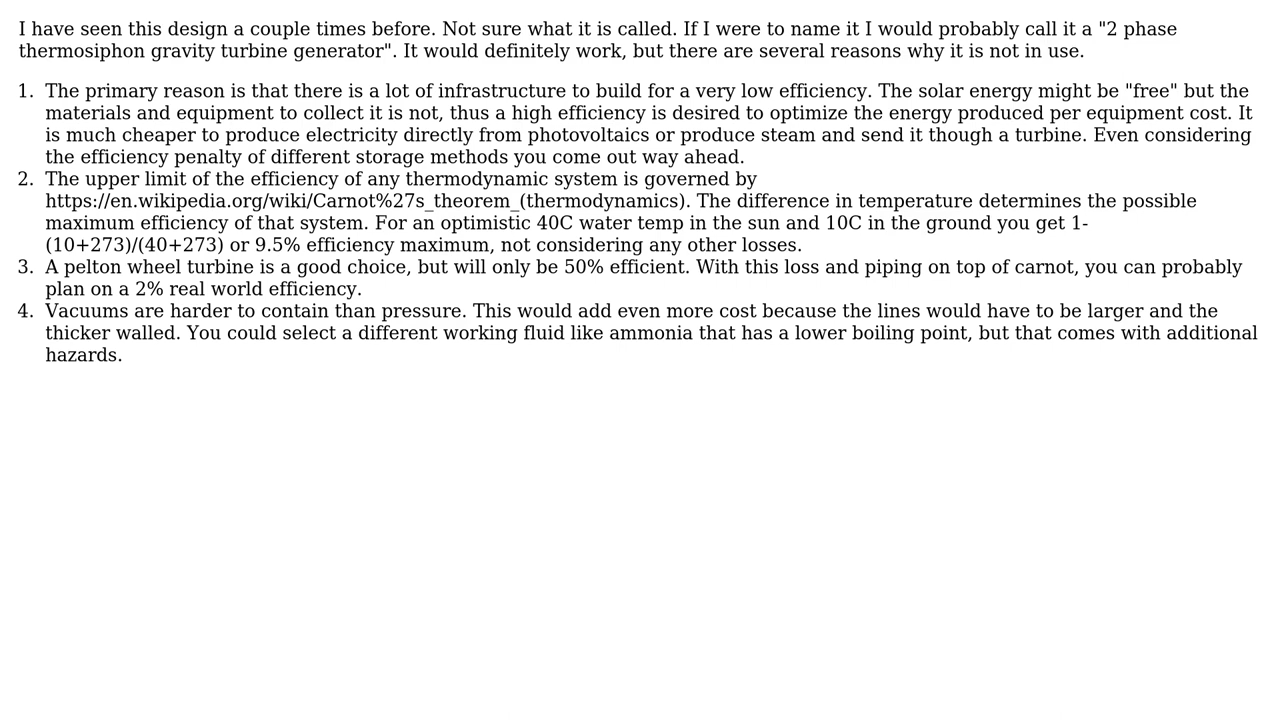 I have seen this design a couple times before. Not sure what it is called. If I were to name it I would probably call it a "2 phase
thermosiphon gravity turbine generator". It would definitely work, but there are several reasons why it is not in use.
1. The primary reason is that there is a lot of infrastructure to build for a very low efficiency. The solar energy might be "free" but the
materials and equipment to collect it is not, thus a high efficiency is desired to optimize the energy produced per equipment cost. It
is much cheaper to produce electricity directly from photovoltaics or produce steam and send it though a turbine. Even considering
the efficiency penalty of different storage methods you come out way ahead.
2. The upper limit of the efficiency of any thermodynamic system is governed by
https://en.wikipedia.org/wiki/Carnot%27s_theorem_(thermodynamics). The difference in temperature determines the possible
maximum efficiency of that system. For an optimistic 40C water temp in the sun and 10C in the ground you get 1-
(10+273)/(40+273) or 9.5% efficiency maximum, not considering any other losses.
3. A pelton wheel turbine is a good choice, but will only be 50% efficient. With this loss and piping on top of carnot, you can probably
plan on a 2% real world efficiency.
4. Vacuums are harder to contain than pressure. This would add even more cost because the lines would have to be larger and the
thicker walled. You could select a different working fluid like ammonia that has a lower boiling point, but that comes with additional
hazards.